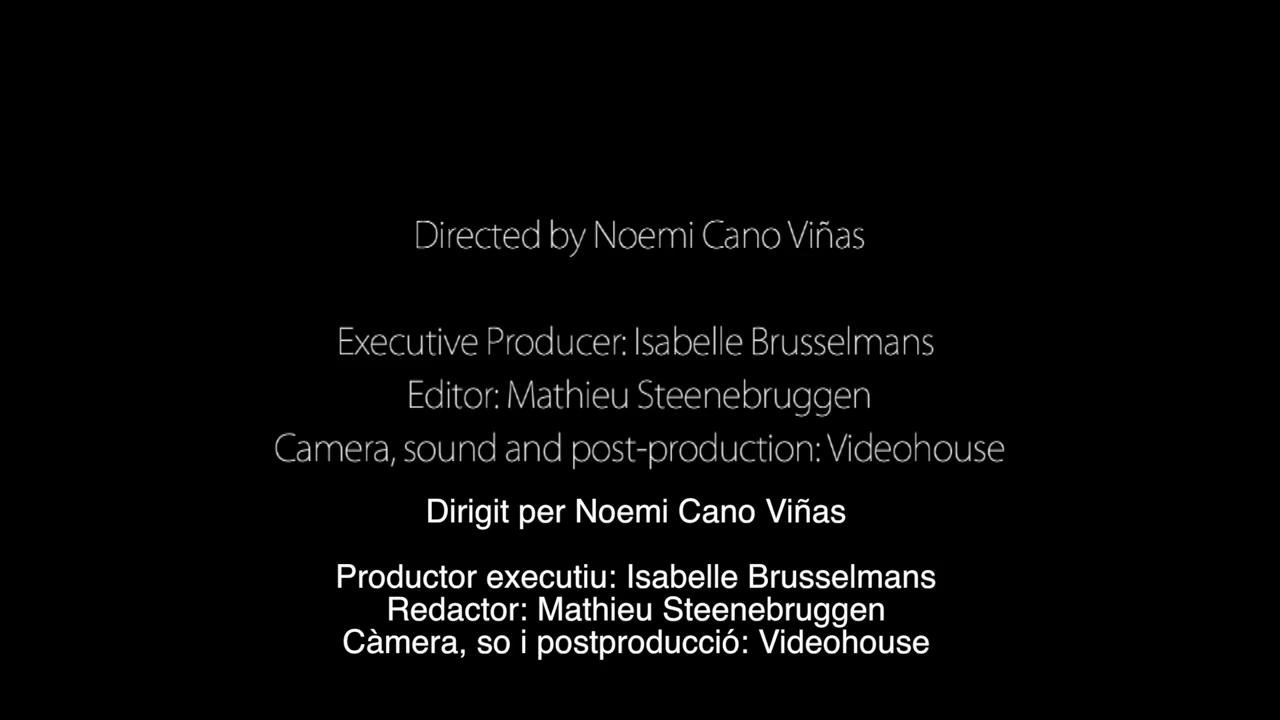 Directed by Noemi Cano Viñas
Executive Producer: Isabelle Brusselmans
Editor: Mathieu Steenebruggen
Camera, sound and post-production: Videohouse
Dirigit per Noemi Cano Viñas
Productor executiu: Isabelle Brusselmans
Redactor: Mathieu Steenebruggen
Càmera, so i postproducció: Videohouse